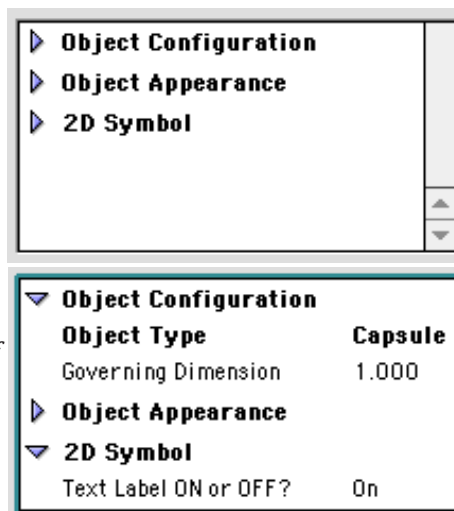 Object Configuration
Object Appearance
2D Symbol
Object Configuration
Object Type Capsule
Governing Dimension 1.000
Object Appearance
2D Symbol
Text Label ON or OFF? On